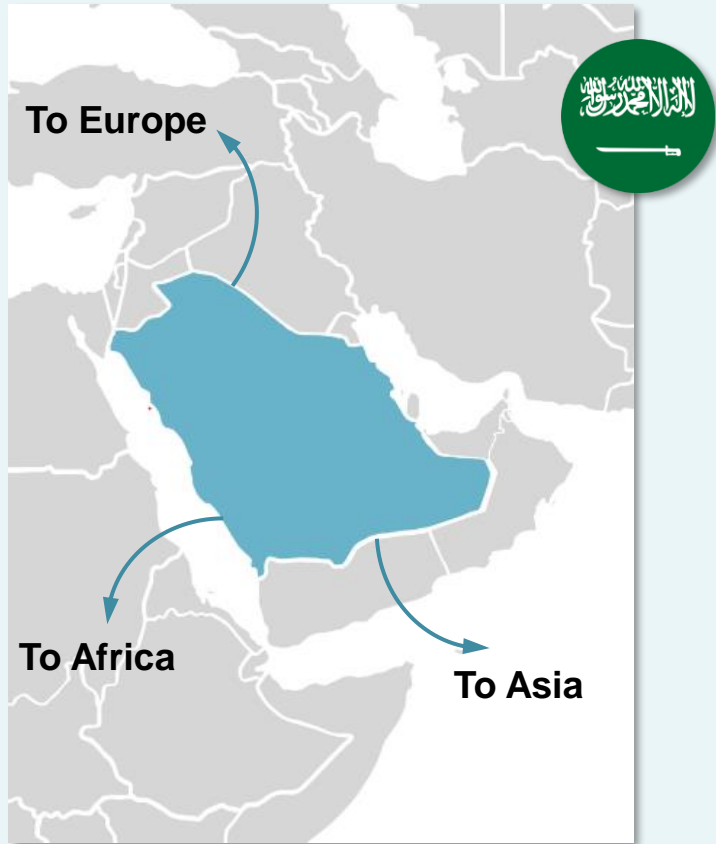 To Europe
لا إله إلا الله محمد رسول الله
To Africa
To Asia